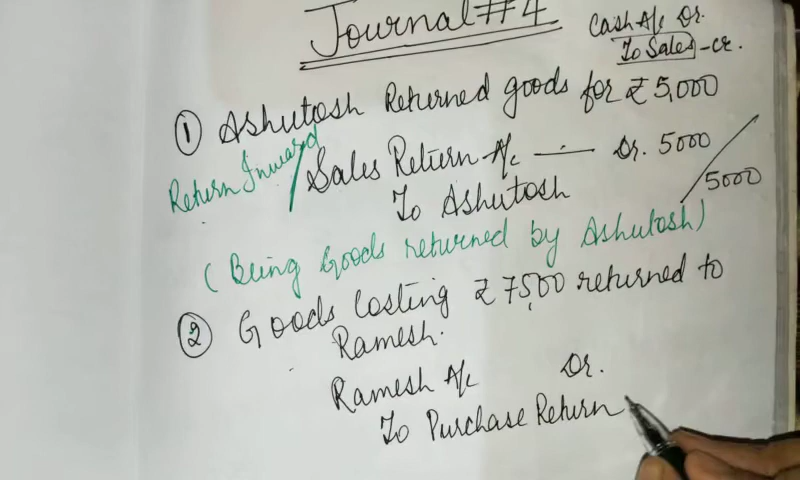 Journal #4
Cash A/c Dr.
To Sales - cr.
① Ashutosh Returned goods for ₹ 5,000
Return Inward / Sales Return A/c — Dr. 5000
To Ashutosh 5000
(Being Goods returned by Ashutosh)
② Goods Costing ₹ 7500 returned to
Ramesh.
Ramesh A/c Dr.
To Purchase Return